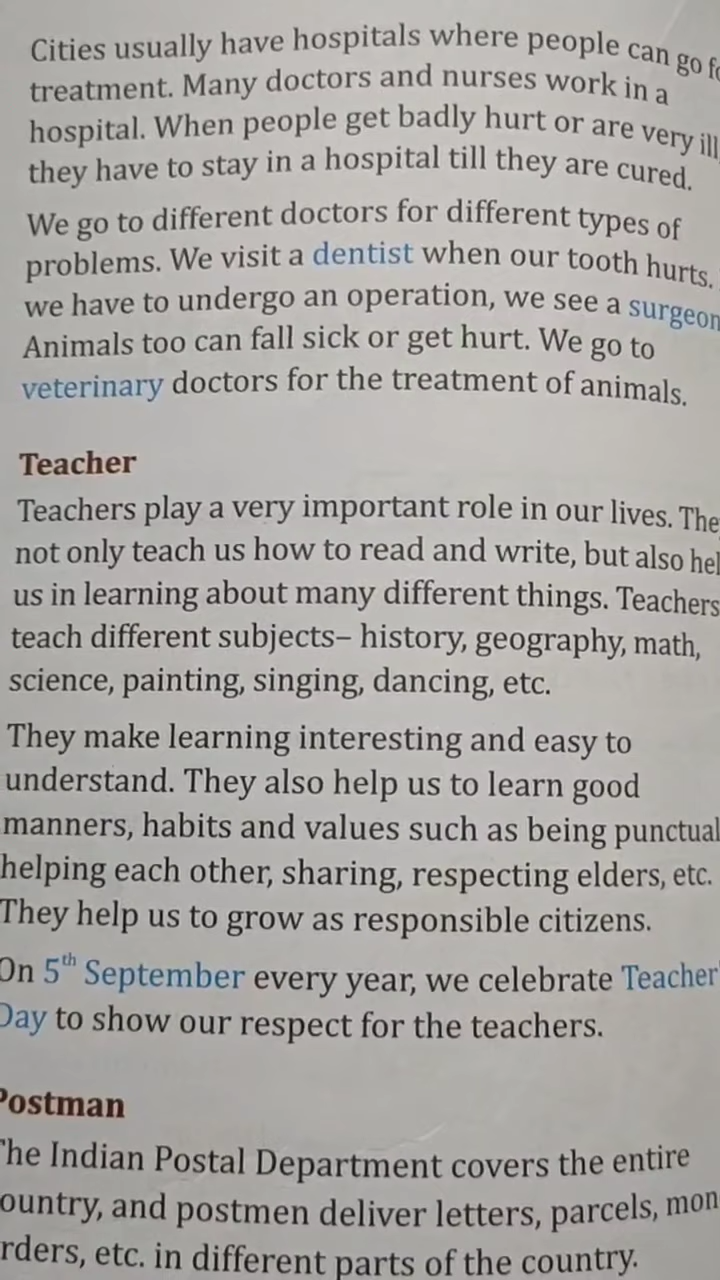 Cities usually have hospitals where people can go fo
treatment. Many doctors and nurses work in a
hospital. When people get badly hurt or are very ill,
they have to stay in a hospital till they are cured.
We go to different doctors for different types of
problems. We visit a dentist when our tooth hurts.
we have to undergo an operation, we see a surgeon
Animals too can fall sick or get hurt. We go to
veterinary doctors for the treatment of animals.
Teacher
Teachers play a very important role in our lives. The
not only teach us how to read and write, but also hel
us in learning about many different things. Teachers
teach different subjects– history, geography, math,
science, painting, singing, dancing, etc.
They make learning interesting and easy to
understand. They also help us to learn good
manners, habits and values such as being punctual
helping each other, sharing, respecting elders, etc.
They help us to grow as responsible citizens.
On 5th September every year, we celebrate Teacher'
Day to show our respect for the teachers.
Postman
The Indian Postal Department covers the entire
ountry, and postmen deliver letters, parcels, mon
rders, etc. in different parts of the country.